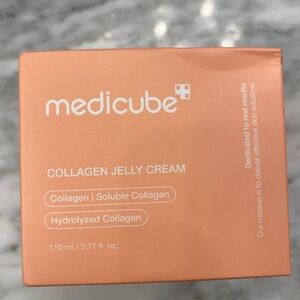 medicube
COLLAGEN JELLY CREAM
Collagen | Soluble Collagen
Hydrolyzed Collagen
110 ml / 3.71 fl. oz.
Dedicated to real results
Our mission is to deliver effective skin solutions